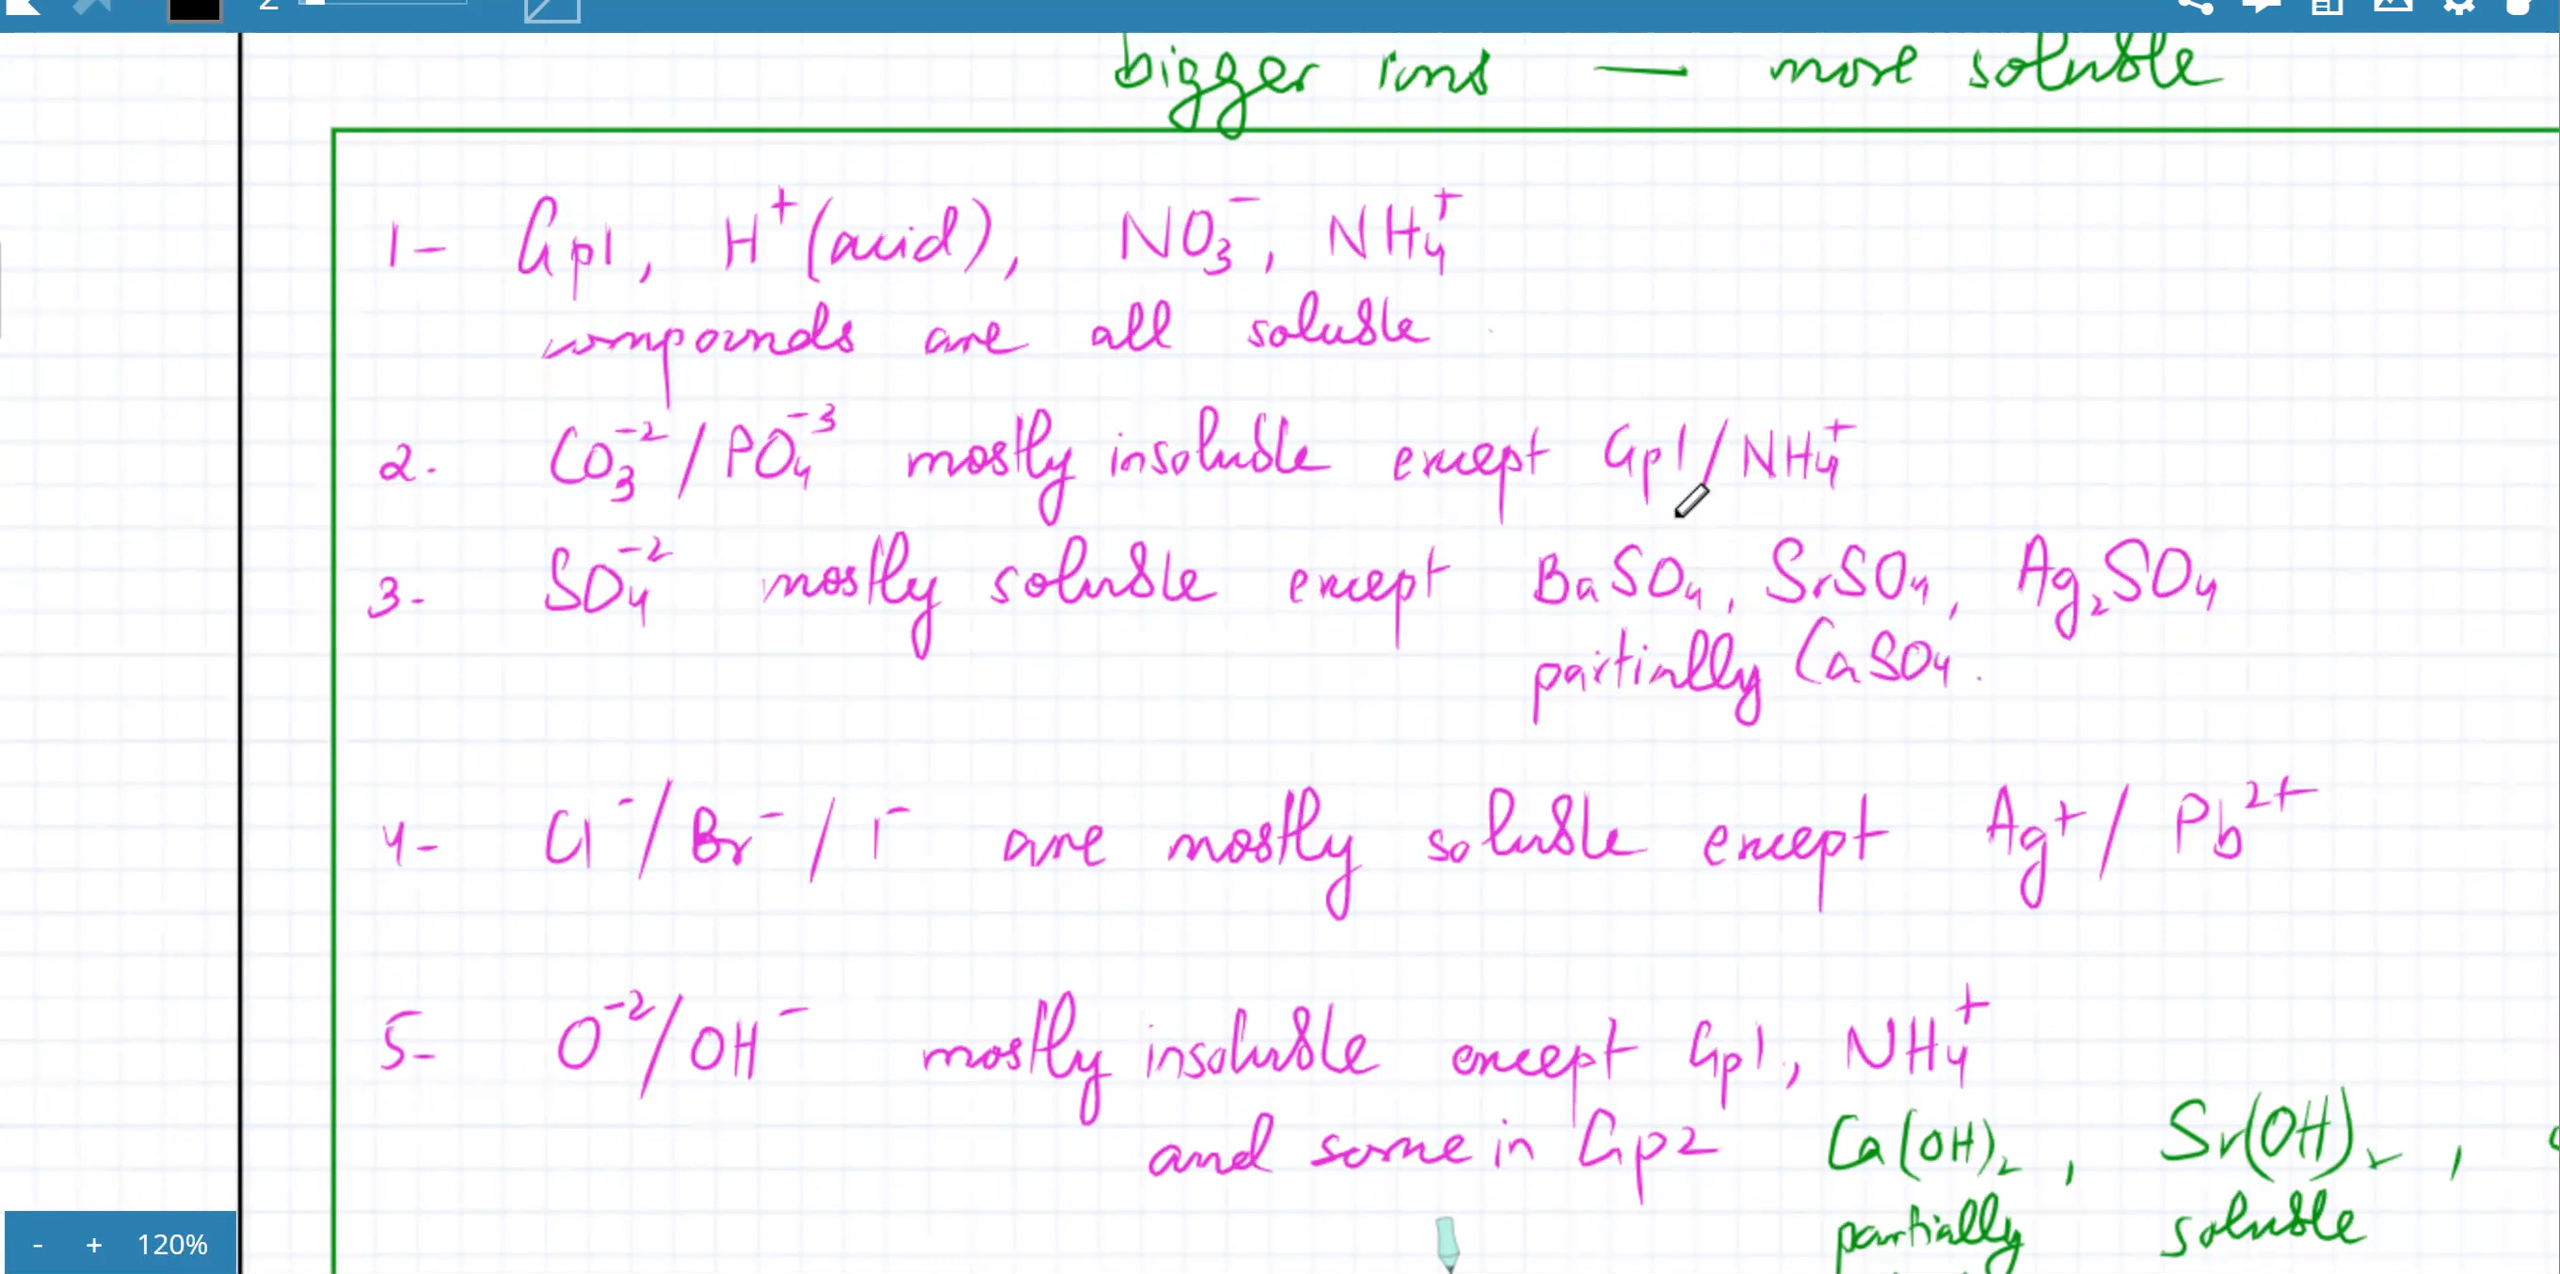 2
bigger ions — more soluble
1- Gp1, H⁺(acid), NO₃⁻, NH₄⁺
compounds are all soluble
2. CO₃⁻²/PO₄⁻³ mostly insoluble except Gp1/NH₄⁺
3- SO₄⁻² mostly soluble except BaSO₄, SrSO₄, Ag₂SO₄
partially CaSO₄.
4- Cl⁻/Br⁻/I⁻ are mostly soluble except Ag⁺/Pb²⁺
5- O⁻²/OH⁻ mostly insoluble except Gp1, NH₄⁺
and some in Gp2 Ca(OH)₂, Sr(OH)₂,
partially soluble
- + 120%